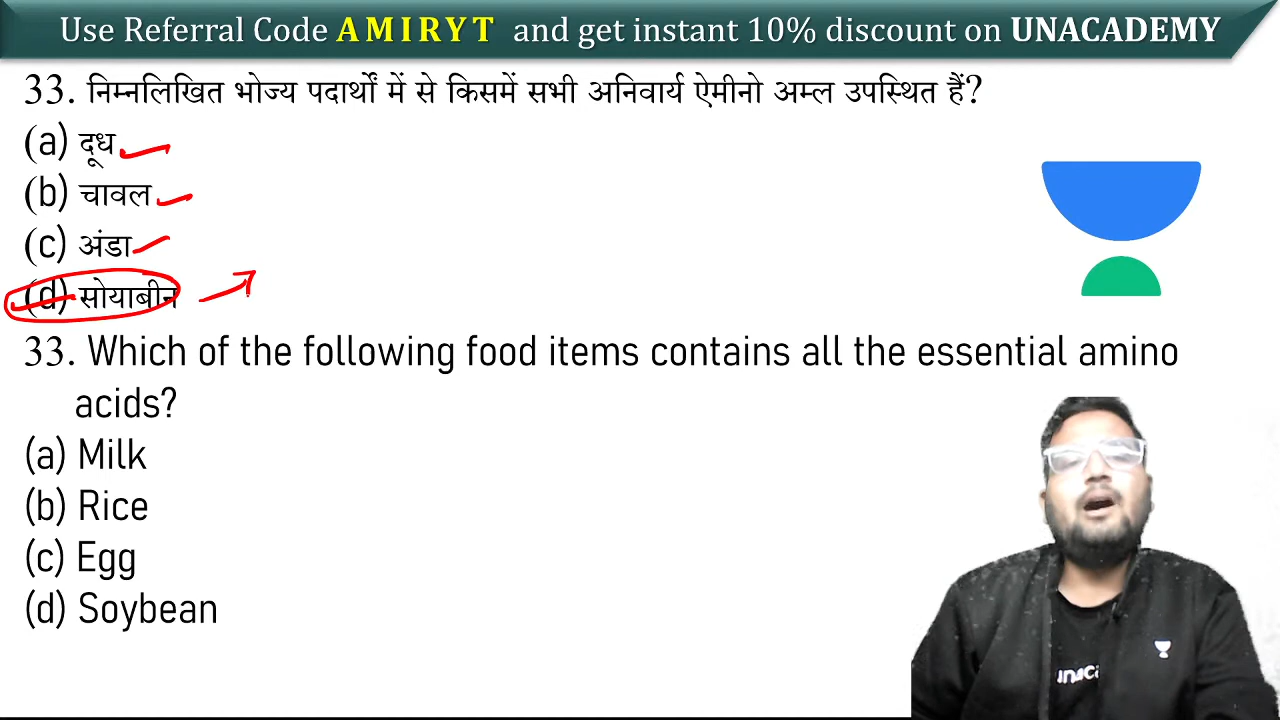 Use Referral Code AMIRYT and get instant 10% discount on UNACADEMY
33. निम्नलिखित भोज्य पदार्थों में से किसमें सभी अनिवार्य ऐमीनो अम्ल उपस्थित हैं?
(a) दूध
(b) चावल
(c) अंडा
(d) सोयाबीन
33. Which of the following food items contains all the essential amino
acids?
(a) Milk
(b) Rice
(c) Egg
(d) Soybean